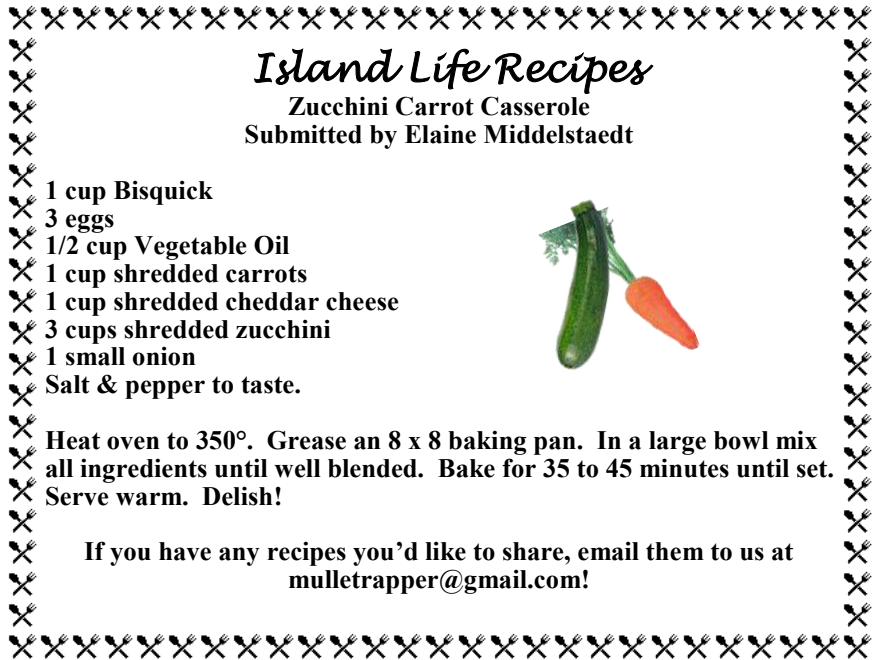 Island Life Recipes
Zucchini Carrot Casserole
Submitted by Elaine Middelstaedt
1 cup Bisquick
3 eggs
1/2 cup Vegetable Oil
1 cup shredded carrots
1 cup shredded cheddar cheese
3 cups shredded zucchini
1 small onion
Salt & pepper to taste.
Heat oven to 350°.  Grease an 8 x 8 baking pan.  In a large bowl mix
all ingredients until well blended.  Bake for 35 to 45 minutes until set.
Serve warm.  Delish!
If you have any recipes you’d like to share, email them to us at
mulletrapper@gmail.com!